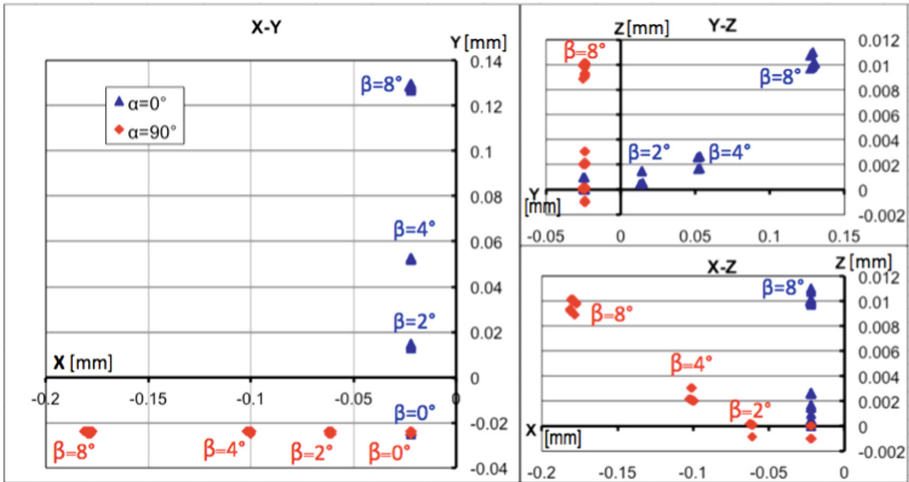 X-Y
Y [mm]
0.14
0.12
0.1
0.08
0.06
0.04
0.02
0
-0.02
-0.04
▲ α=0°
◆ α=90°
β=8°
β=4°
β=2°
β=0°
X [mm]
-0.2 -0.15 -0.1 -0.05 0
β=8° β=4° β=2° β=0°
Z [mm] Y-Z
0.012
0.01
0.008
0.006
0.004
0.002
0
-0.002
β=8°
β=8°
β=2° β=4°
Y
[mm]
-0.05 0 0.05 0.1 0.15
X-Z Z [mm]
0.012
0.01
0.008
0.006
0.004
0.002
0
-0.002
β=8°
β=8°
β=4°
β=2°
X [mm]
-0.2 -0.15 -0.1 -0.05 0